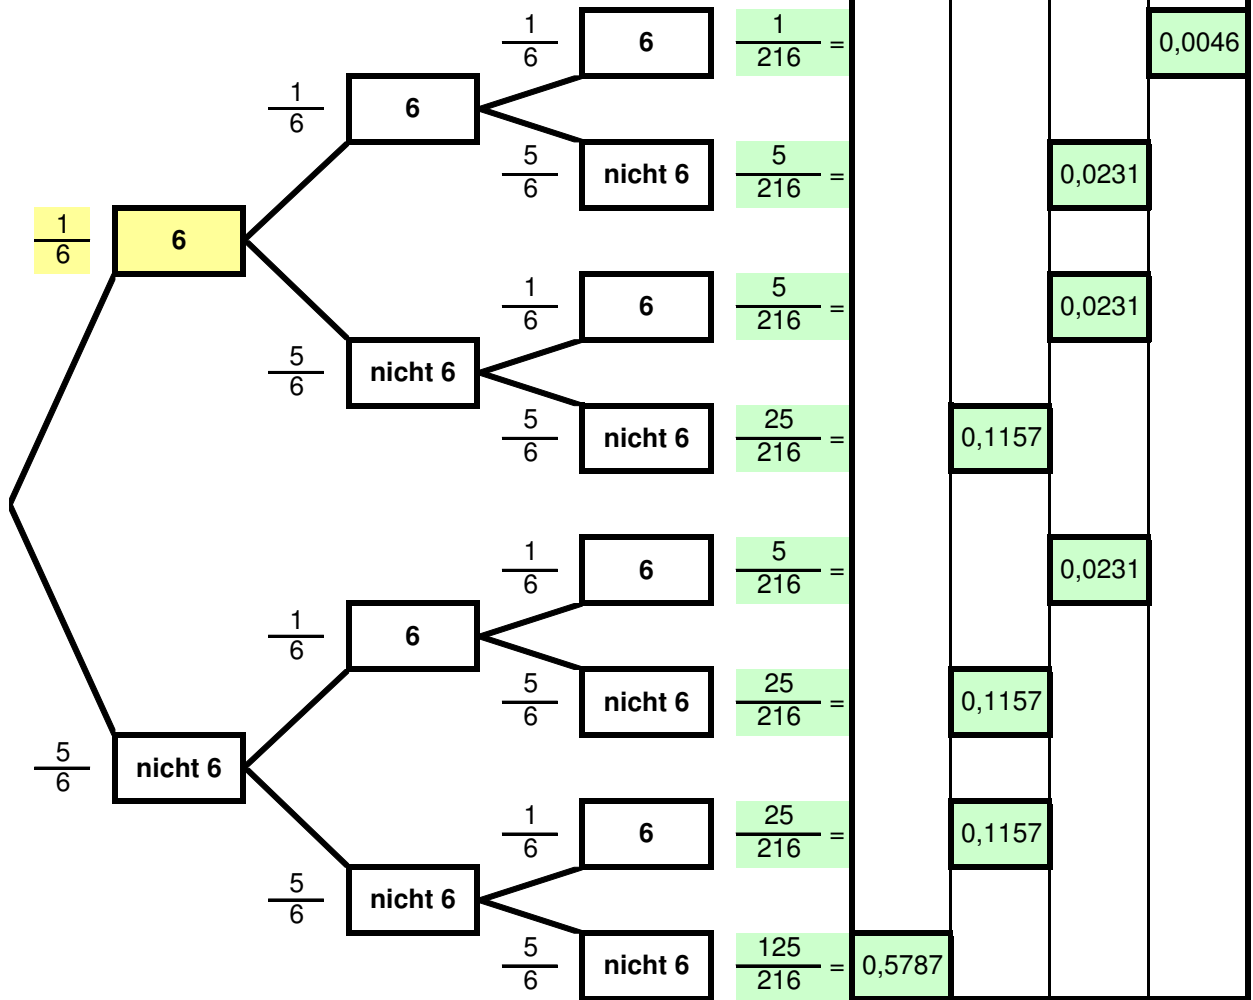 1/6 6 1/216 = 0,0046
1/6 6
5/6 nicht 6 5/216 = 0,0231
1/6 6
1/6 6 5/216 = 0,0231
5/6 nicht 6
5/6 nicht 6 25/216 = 0,1157
1/6 6 5/216 = 0,0231
1/6 6
5/6 nicht 6 25/216 = 0,1157
5/6 nicht 6
1/6 6 25/216 = 0,1157
5/6 nicht 6
5/6 nicht 6 125/216 = 0,5787